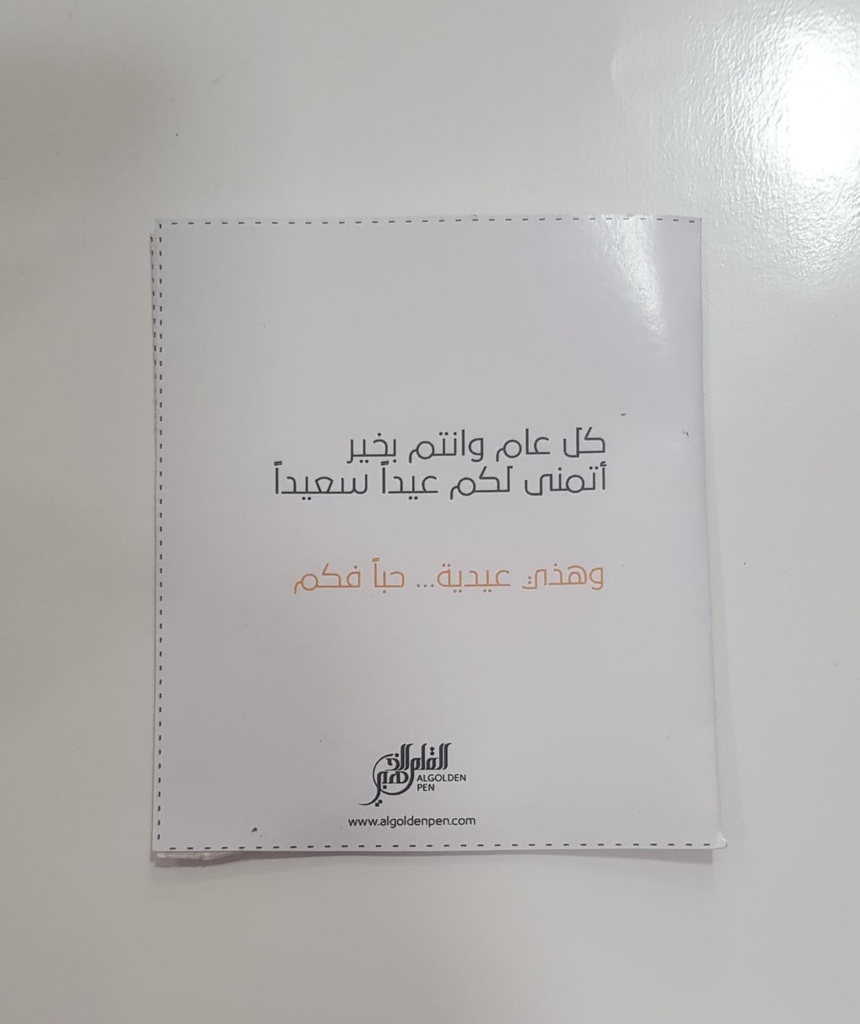 كل عام وانتم بخير
أتمنى لكم عيداً سعيداً
وهذي عيدية... حباً فكم
القلم الذهبي
ALGOLDEN
PEN
www.algoldenpen.com